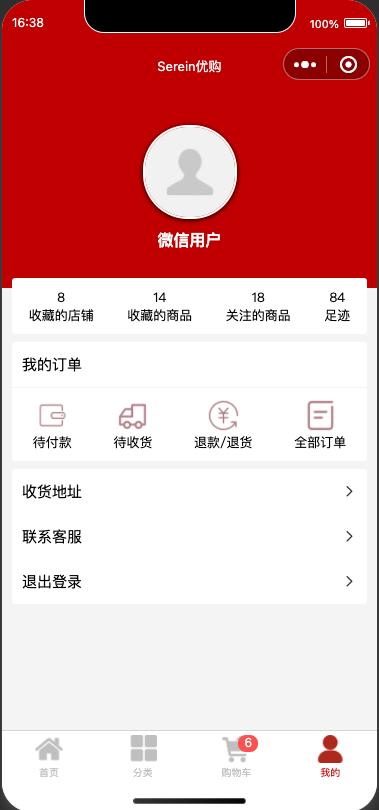 16:38
100%
Serein优购
微信用户
8 14 18 84
收藏的店铺 收藏的商品 关注的商品 足迹
我的订单
¥
待付款 待收货 退款/退货 全部订单
收货地址
联系客服
退出登录
6
首页 分类 购物车 我的